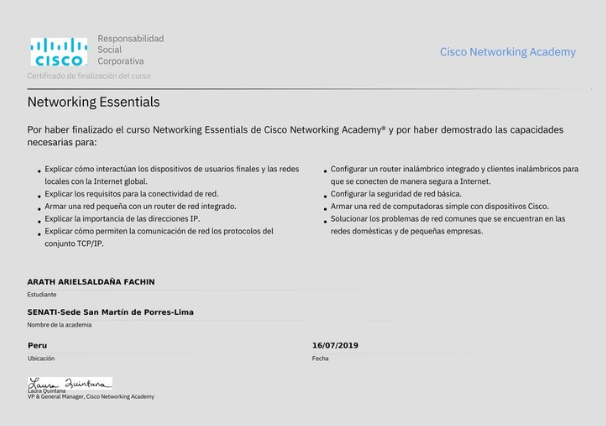 Responsabilidad
Social
Corporativa
CISCO
Cisco Networking Academy
Certificado de finalización del curso
Networking Essentials
Por haber finalizado el curso Networking Essentials de Cisco Networking Academy® y por haber demostrado las capacidades
necesarias para:
• Explicar cómo interactúan los dispositivos de usuarios finales y las redes
locales con la Internet global.
• Explicar los requisitos para la conectividad de red.
• Armar una red pequeña con un router de red integrado.
• Explicar la importancia de las direcciones IP.
• Explicar cómo permiten la comunicación de red los protocolos del
conjunto TCP/IP.
• Configurar un router inalámbrico integrado y clientes inalámbricos para
que se conecten de manera segura a Internet.
• Configurar la seguridad de red básica.
• Armar una red de computadoras simple con dispositivos Cisco.
• Solucionar los problemas de red comunes que se encuentran en las
redes domésticas y de pequeñas empresas.
ARATH ARIELSALDAÑA FACHIN
Estudiante
SENATI-Sede San Martín de Porres-Lima
Nombre de la academia
Peru
Ubicación
16/07/2019
Fecha
Laura Quintana
Laura Quintana
VP & General Manager, Cisco Networking Academy